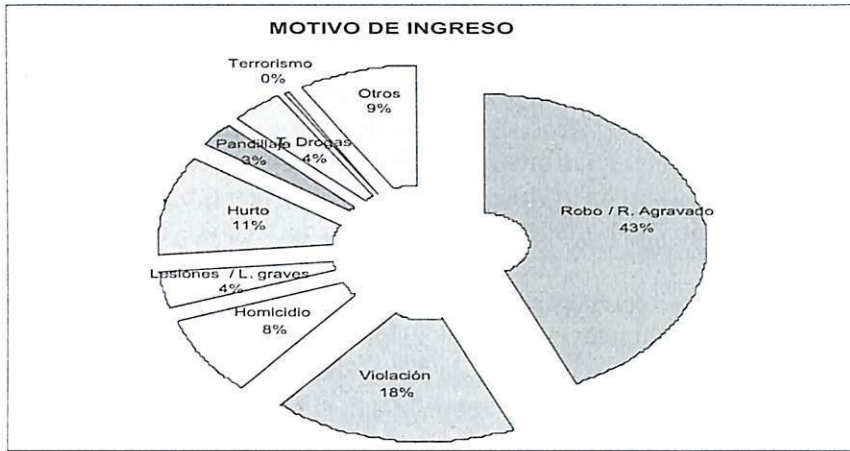 MOTIVO DE INGRESO
Terrorismo
0%
Otros
9%
T. Drogas
4%
Pandillaje
3%
Hurto
11%
Lesiones / L. graves
4%
Homicidio
8%
Violación
18%
Robo / R. Agravado
43%